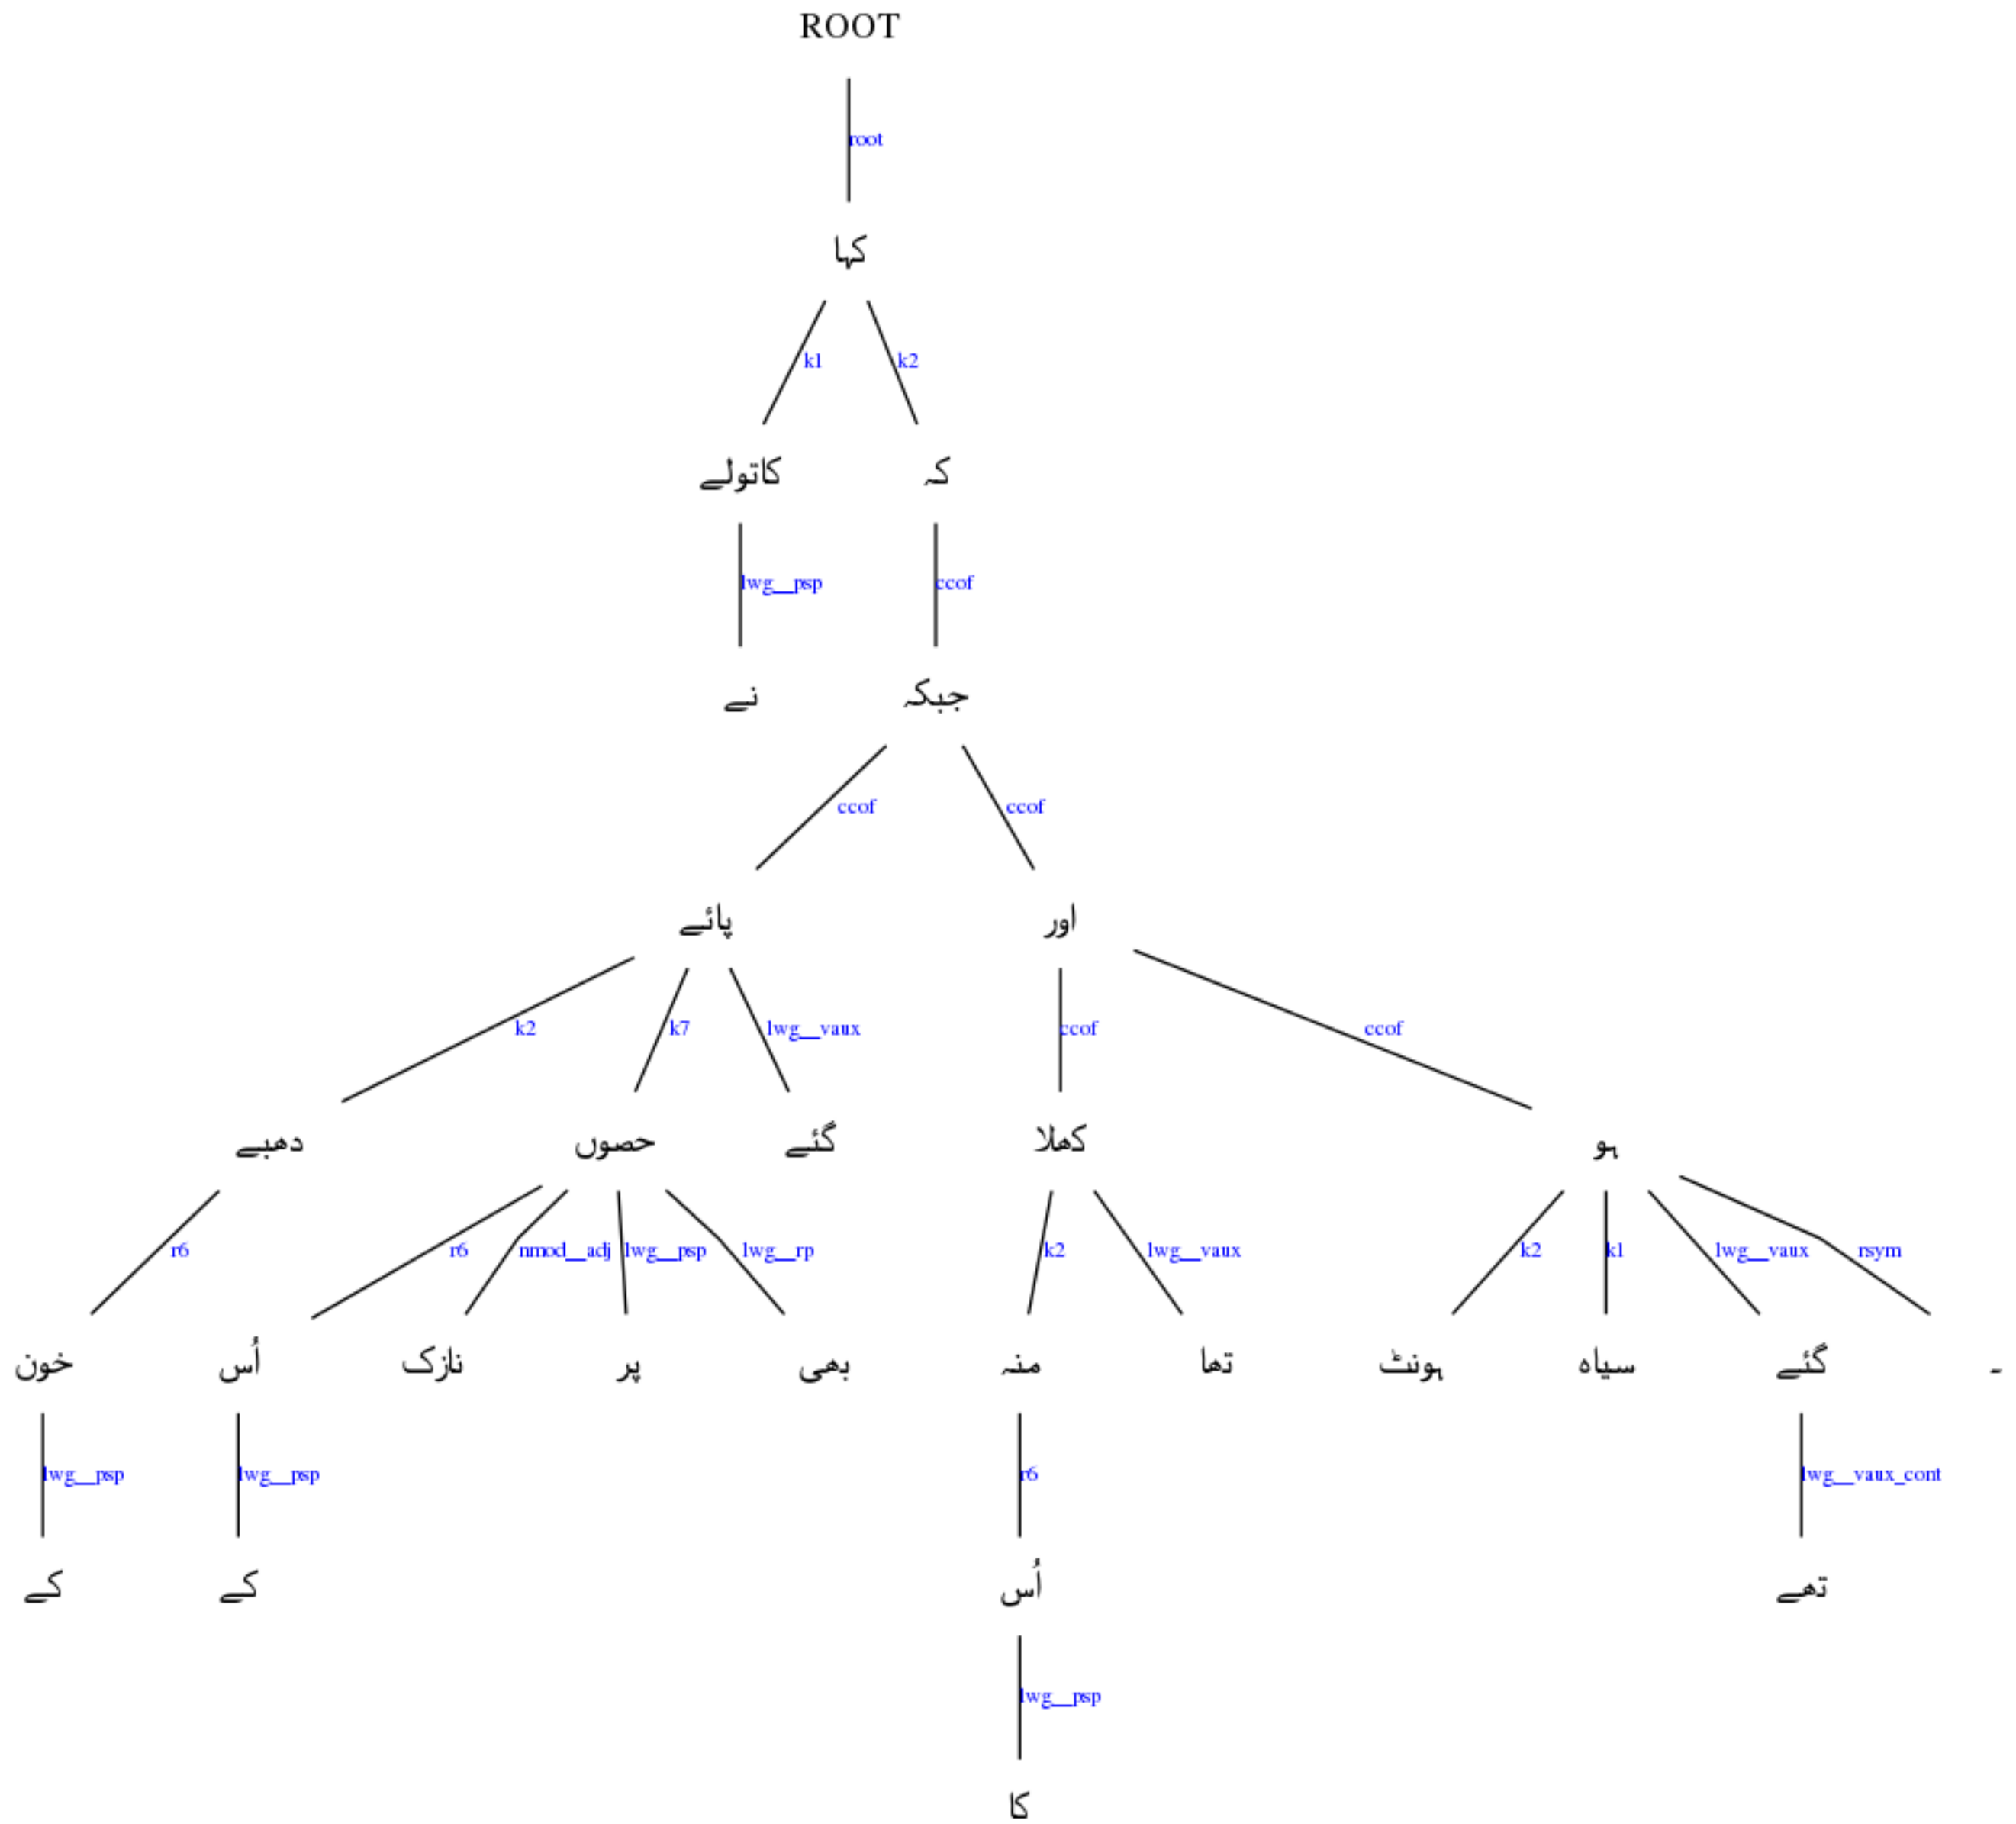 ROOT
root
کہا
k1 k2
کاتولے کہ
lwg__psp ccof
نے جبکہ
ccof ccof
پائے اور
k2 k7 lwg__vaux ccof ccof
دھبے حصوں گئے کھلا ہو
r6 r6 nmod__adj lwg__psp lwg__rp k2 lwg__vaux k2 k1 lwg__vaux rsym
خون اُس نازک پر بھی منہ تھا ہونٹ سیاہ گئے ۔
lwg__psp lwg__psp r6 lwg__vaux_cont
کے کے اُس تھے
lwg__psp
کا